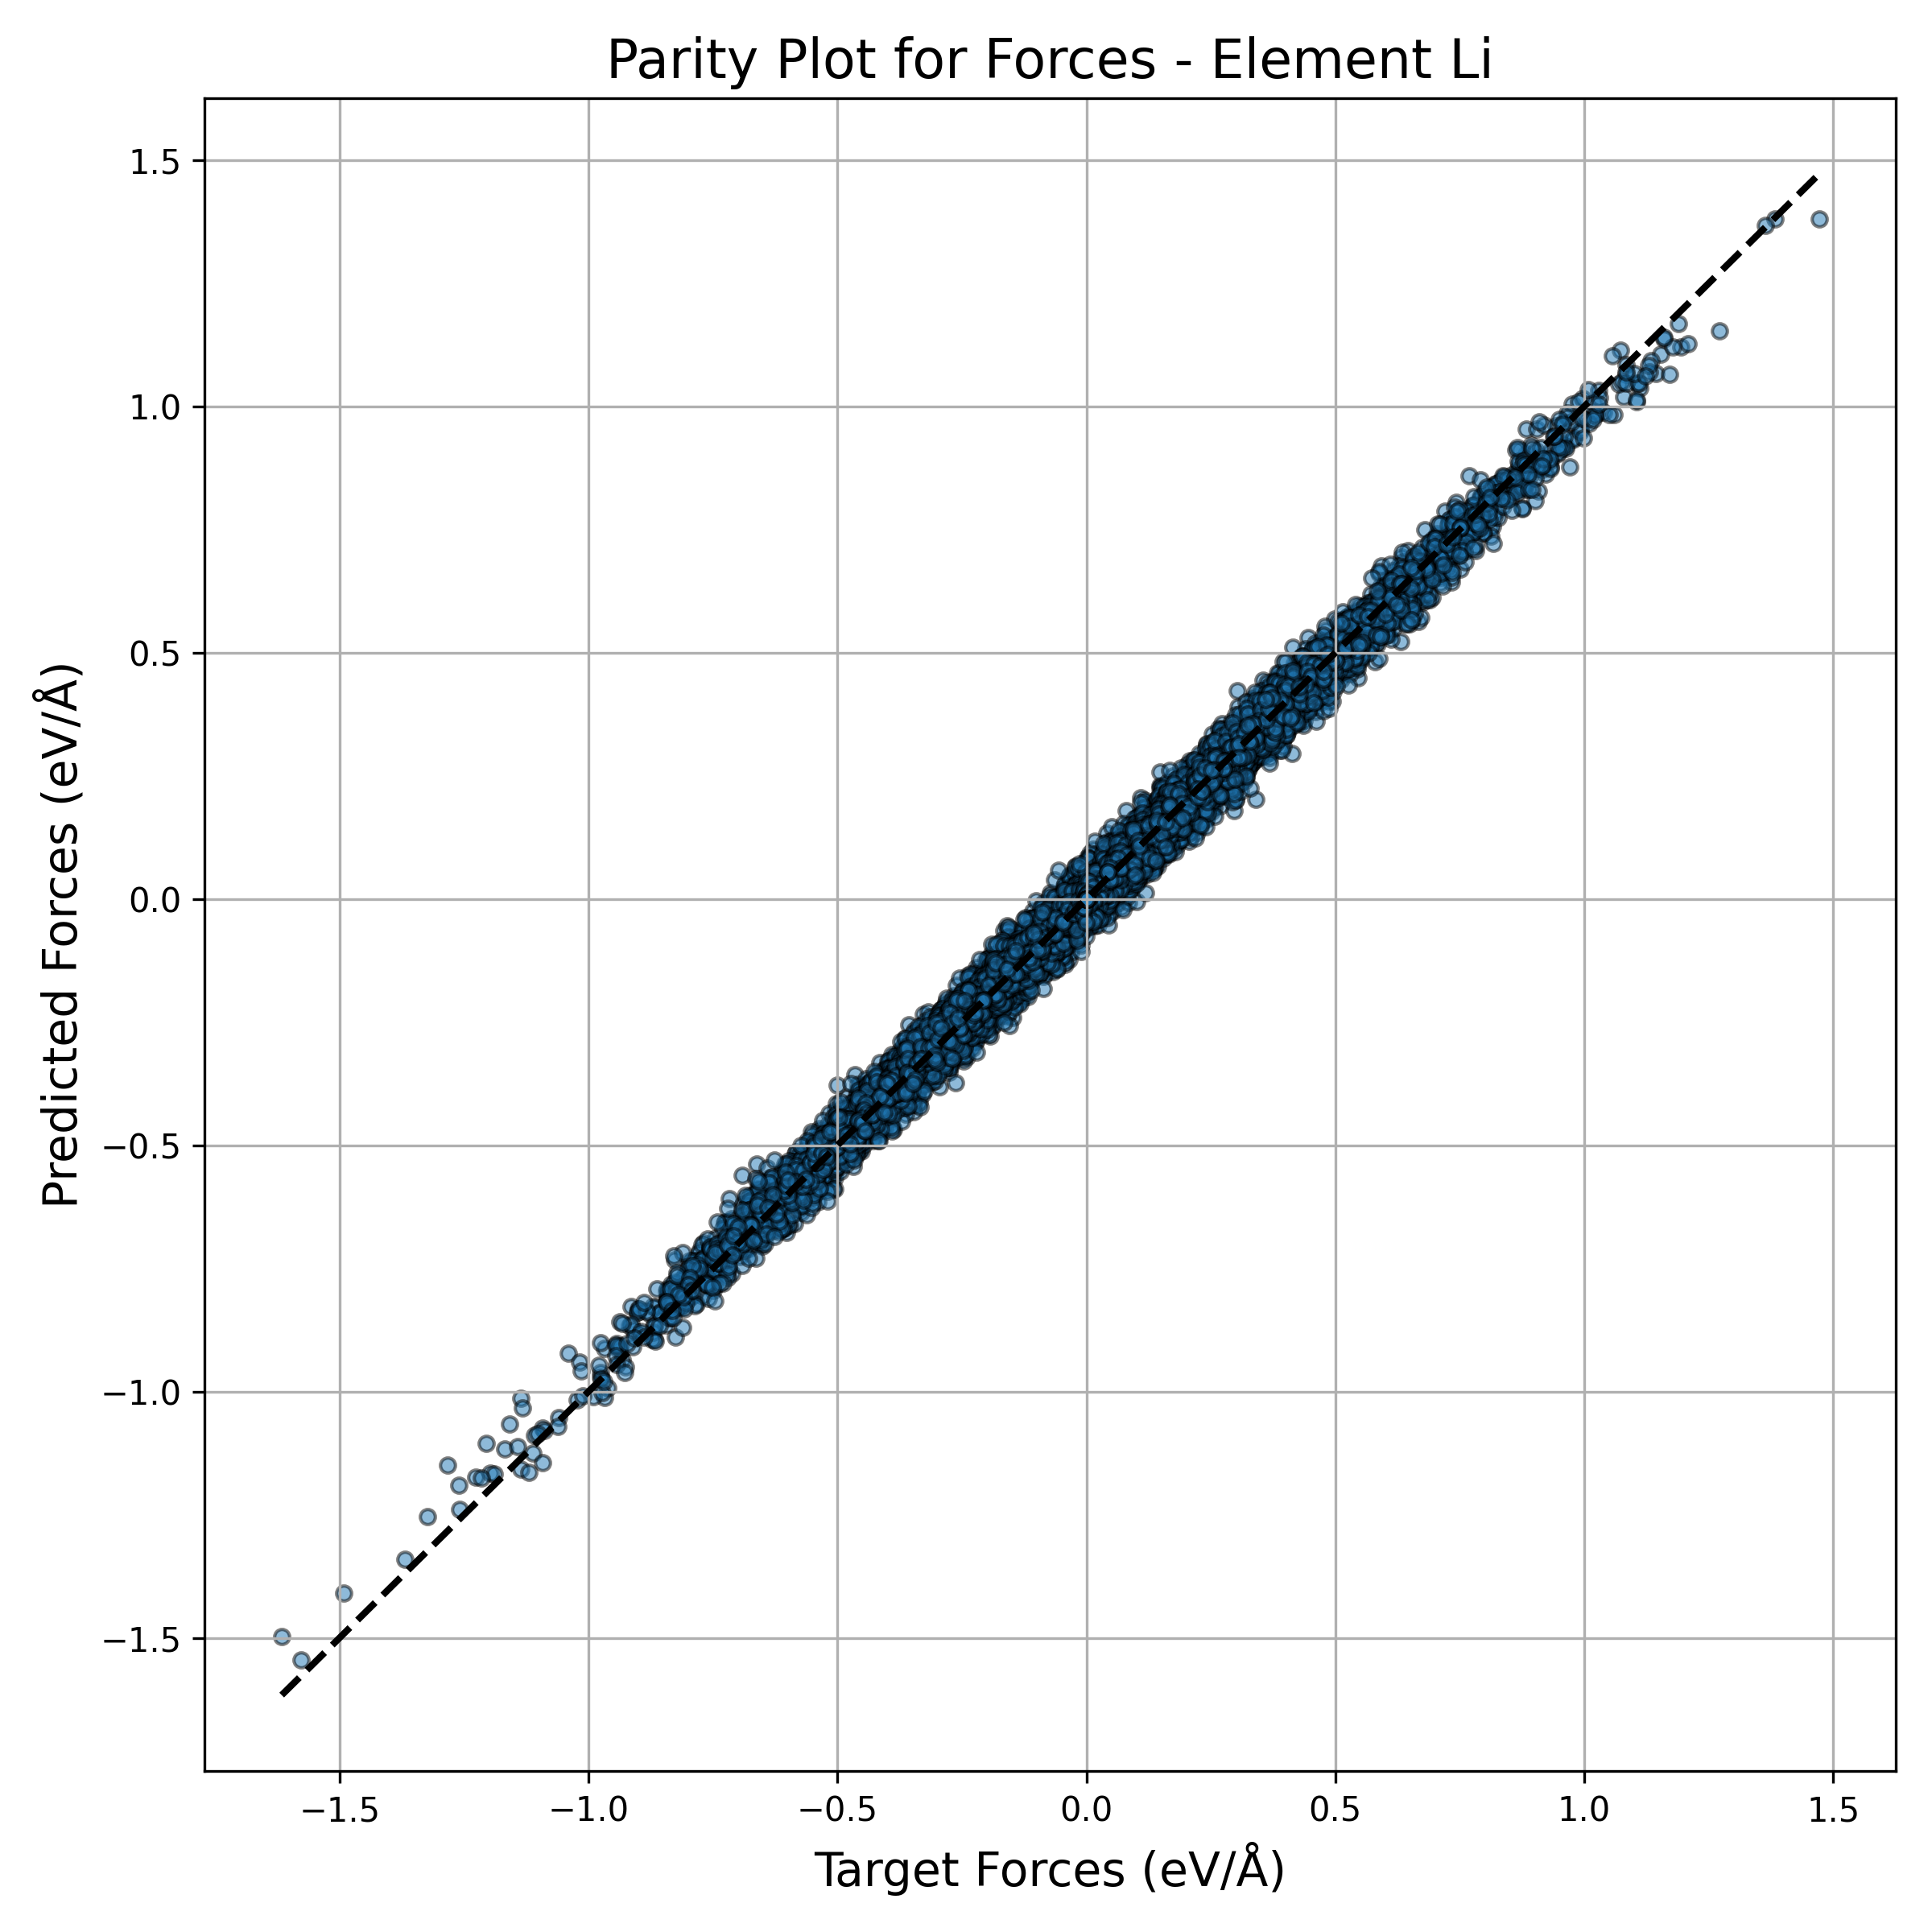 Parity Plot for Forces - Element Li
Predicted Forces (eV/Å)
1.5
1.0
0.5
0.0
−0.5
−1.0
−1.5
−1.5 −1.0 −0.5 0.0 0.5 1.0 1.5
Target Forces (eV/Å)